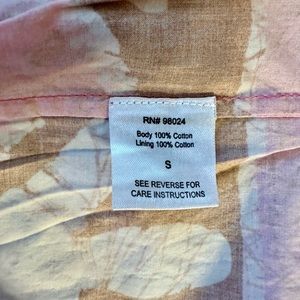 RN# 98024
Body 100% Cotton
Lining 100% Cotton
S
SEE REVERSE FOR
CARE INSTRUCTIONS